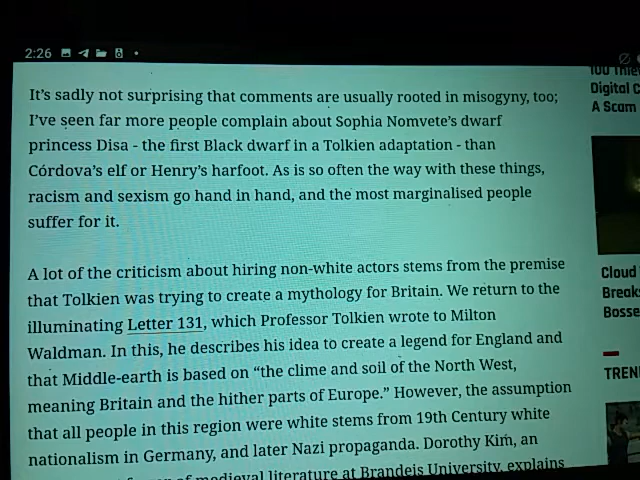 2:26
It's sadly not surprising that comments are usually rooted in misogyny, too;
I've seen far more people complain about Sophia Nomvete's dwarf
princess Disa - the first Black dwarf in a Tolkien adaptation - than
Córdova's elf or Henry's harfoot. As is so often the way with these things,
racism and sexism go hand in hand, and the most marginalised people
suffer for it.
A lot of the criticism about hiring non-white actors stems from the premise
that Tolkien was trying to create a mythology for Britain. We return to the
illuminating Letter 131, which Professor Tolkien wrote to Milton
Waldman. In this, he describes his idea to create a legend for England and
that Middle-earth is based on “the clime and soil of the North West,
meaning Britain and the hither parts of Europe.” However, the assumption
that all people in this region were white stems from 19th Century white
nationalism in Germany, and later Nazi propaganda. Dorothy Kim, an
of medieval literature at Brandeis University, explains
100
Digital C
A Scam
Cloud
Break
Bosse
TREN